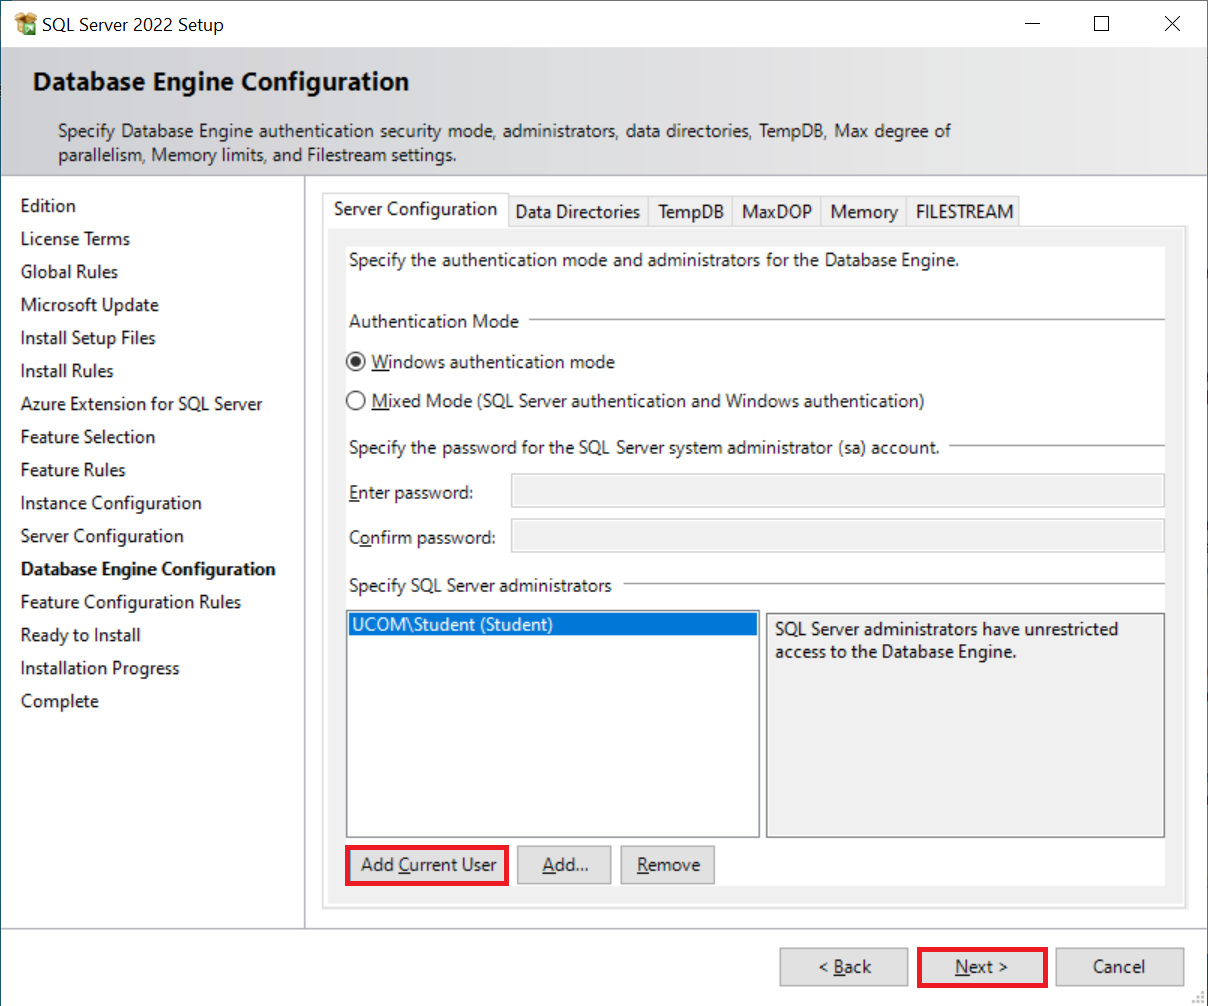 SQL Server 2022 Setup
Database Engine Configuration
Specify Database Engine authentication security mode, administrators, data directories, TempDB, Max degree of
parallelism, Memory limits, and Filestream settings.
Edition
License Terms
Global Rules
Microsoft Update
Install Setup Files
Install Rules
Azure Extension for SQL Server
Feature Selection
Feature Rules
Instance Configuration
Server Configuration
Database Engine Configuration
Feature Configuration Rules
Ready to Install
Installation Progress
Complete
Server Configuration Data Directories TempDB MaxDOP Memory FILESTREAM
Specify the authentication mode and administrators for the Database Engine.
Authentication Mode
Windows authentication mode
Mixed Mode (SQL Server authentication and Windows authentication)
Specify the password for the SQL Server system administrator (sa) account.
Enter password:
Confirm password:
Specify SQL Server administrators
UCOM\Student (Student)
SQL Server administrators have unrestricted
access to the Database Engine.
Add Current User Add... Remove
< Back Next > Cancel